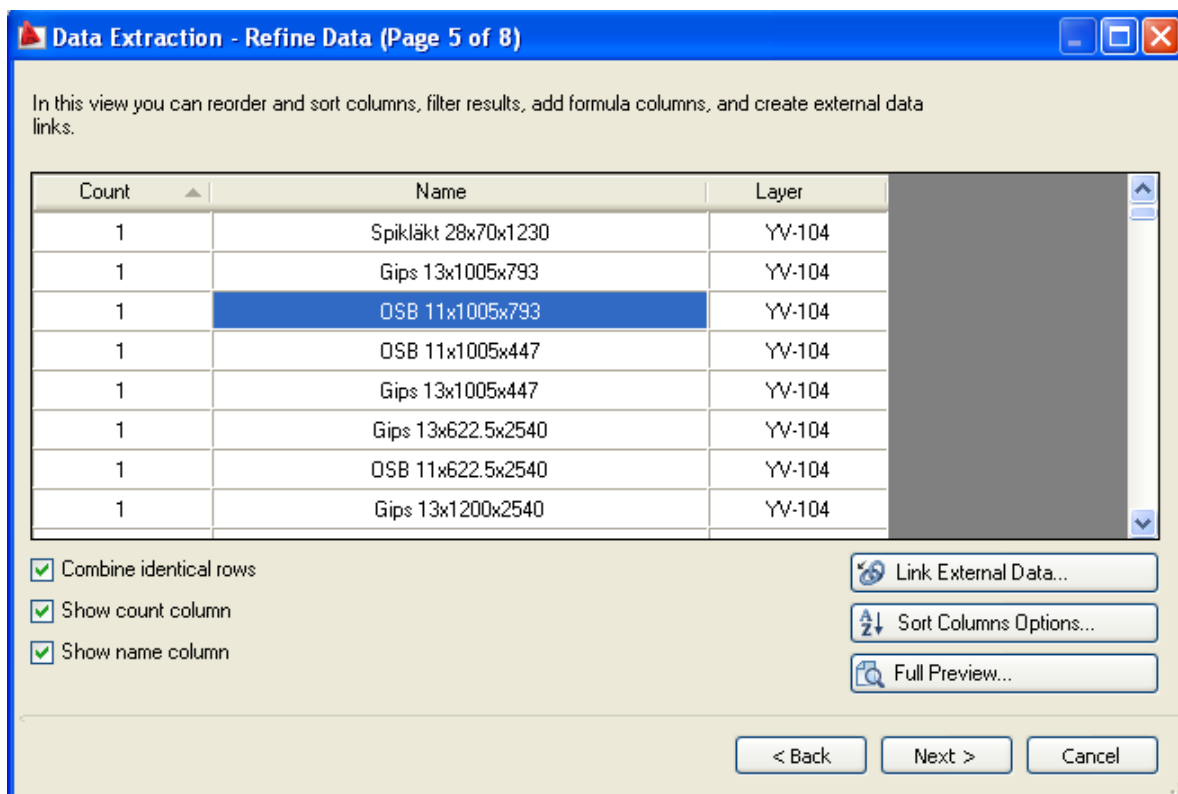 Data Extraction - Refine Data (Page 5 of 8)
In this view you can reorder and sort columns, filter results, add formula columns, and create external data
links.
Count Name Layer
1 Spikläkt 28x70x1230 YV-104
1 Gips 13x1005x793 YV-104
1 OSB 11x1005x793 YV-104
1 OSB 11x1005x447 YV-104
1 Gips 13x1005x447 YV-104
1 Gips 13x622.5x2540 YV-104
1 OSB 11x622.5x2540 YV-104
1 Gips 13x1200x2540 YV-104
Combine identical rows
Show count column
Show name column
Link External Data...
Sort Columns Options...
Full Preview...
< Back Next > Cancel